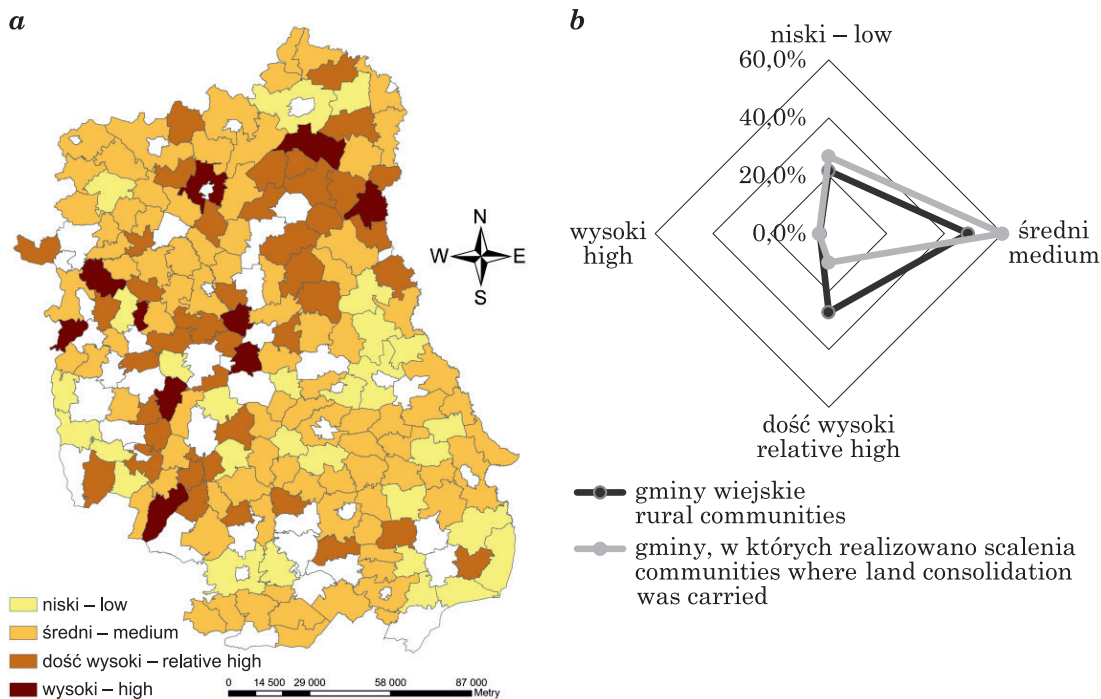 a
N
W E
S
niski – low
średni – medium
dość wysoki – relative high
wysoki – high
0 14 500 29 000 58 000 87 000
Metry
b
niski – low
60,0%
40,0%
20,0%
0,0%
wysoki
high
średni
medium
dość wysoki
relative high
gminy wiejskie
rural communities
gminy, w których realizowano scalenia
communities where land consolidation
was carried